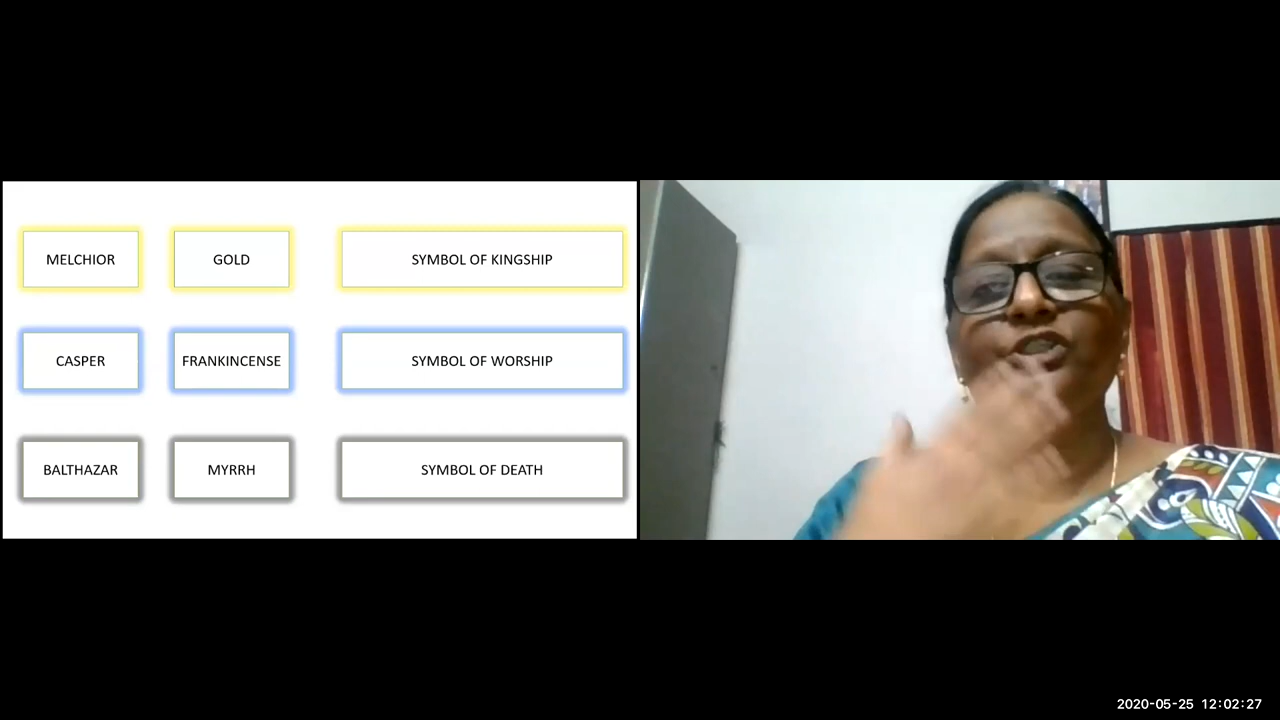 MELCHIOR GOLD SYMBOL OF KINGSHIP
CASPER FRANKINCENSE SYMBOL OF WORSHIP
BALTHAZAR MYRRH SYMBOL OF DEATH
2020-05-25 12:02:27